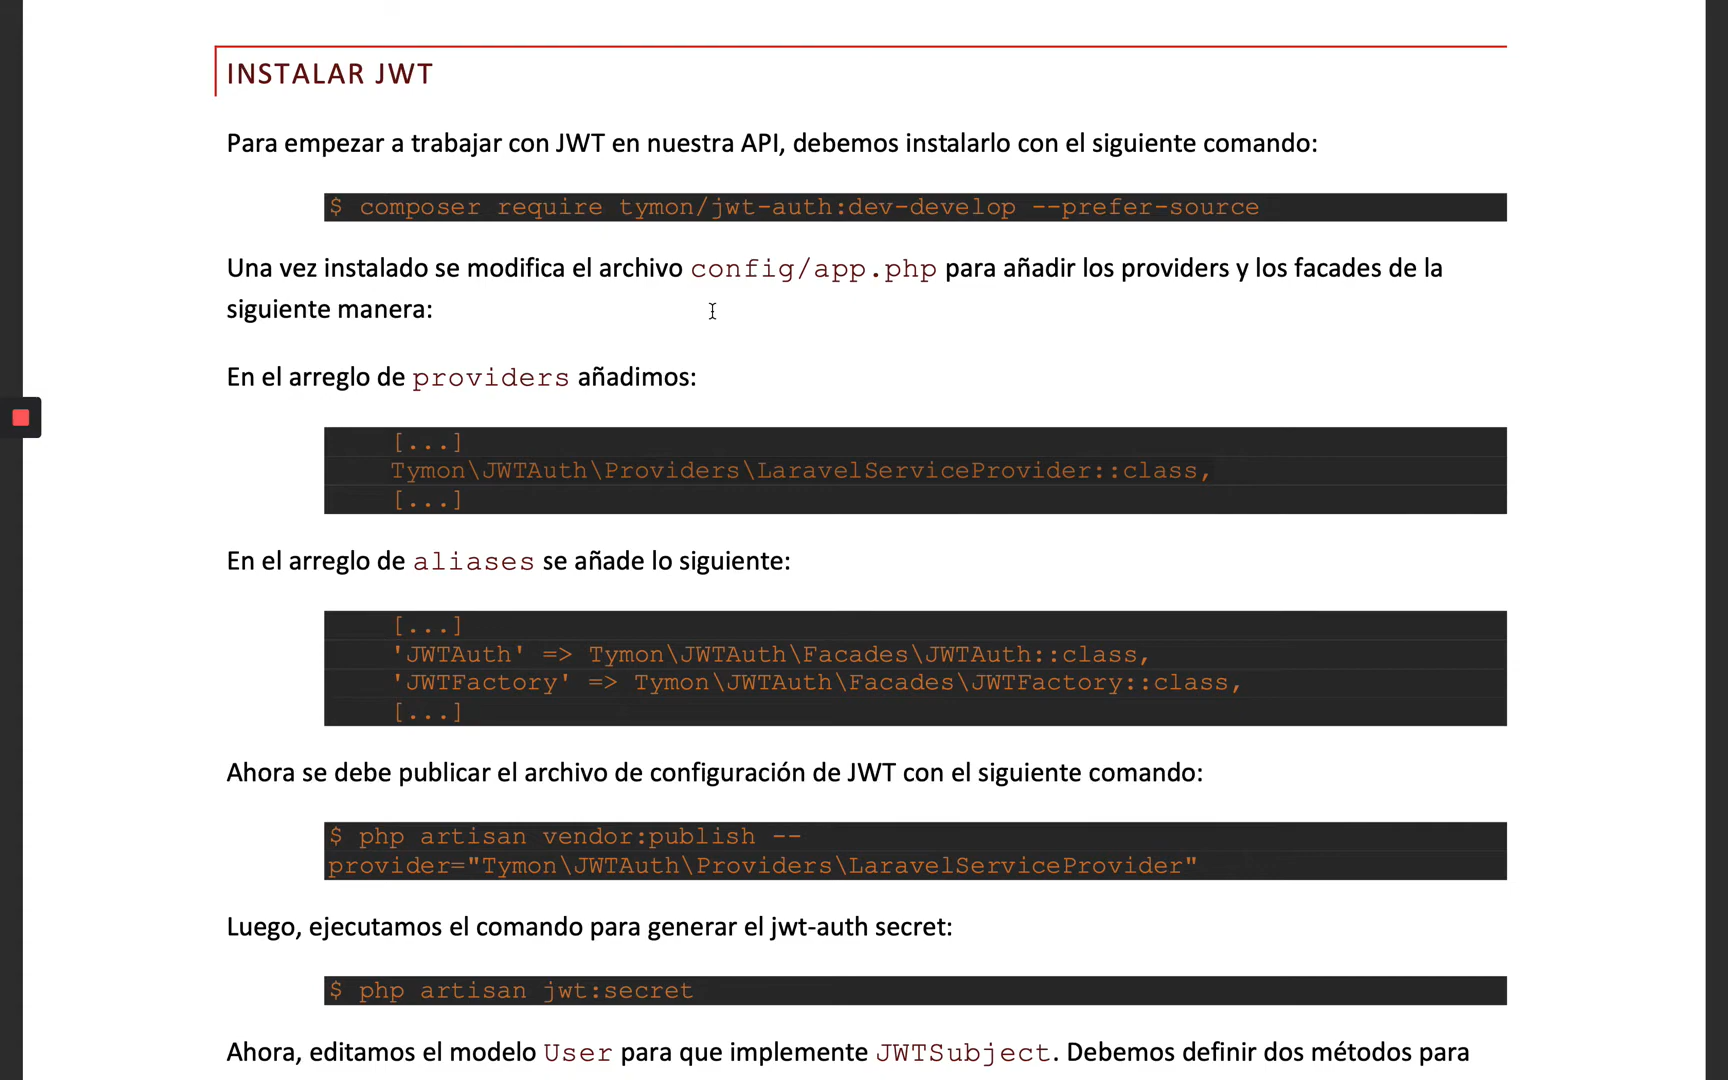 INSTALAR JWT
Para empezar a trabajar con JWT en nuestra API, debemos instalarlo con el siguiente comando:
$ composer require tymon/jwt-auth:dev-develop --prefer-source
Una vez instalado se modifica el archivo config/app.php para añadir los providers y los facades de la
siguiente manera:
En el arreglo de providers añadimos:
[...]
Tymon\JWTAuth\Providers\LaravelServiceProvider::class,
[...]
En el arreglo de aliases se añade lo siguiente:
[...]
'JWTAuth' => Tymon\JWTAuth\Facades\JWTAuth::class,
'JWTFactory' => Tymon\JWTAuth\Facades\JWTFactory::class,
[...]
Ahora se debe publicar el archivo de configuración de JWT con el siguiente comando:
$ php artisan vendor:publish --
provider="Tymon\JWTAuth\Providers\LaravelServiceProvider"
Luego, ejecutamos el comando para generar el jwt-auth secret:
$ php artisan jwt:secret
Ahora, editamos el modelo User para que implemente JWTSubject. Debemos definir dos métodos para